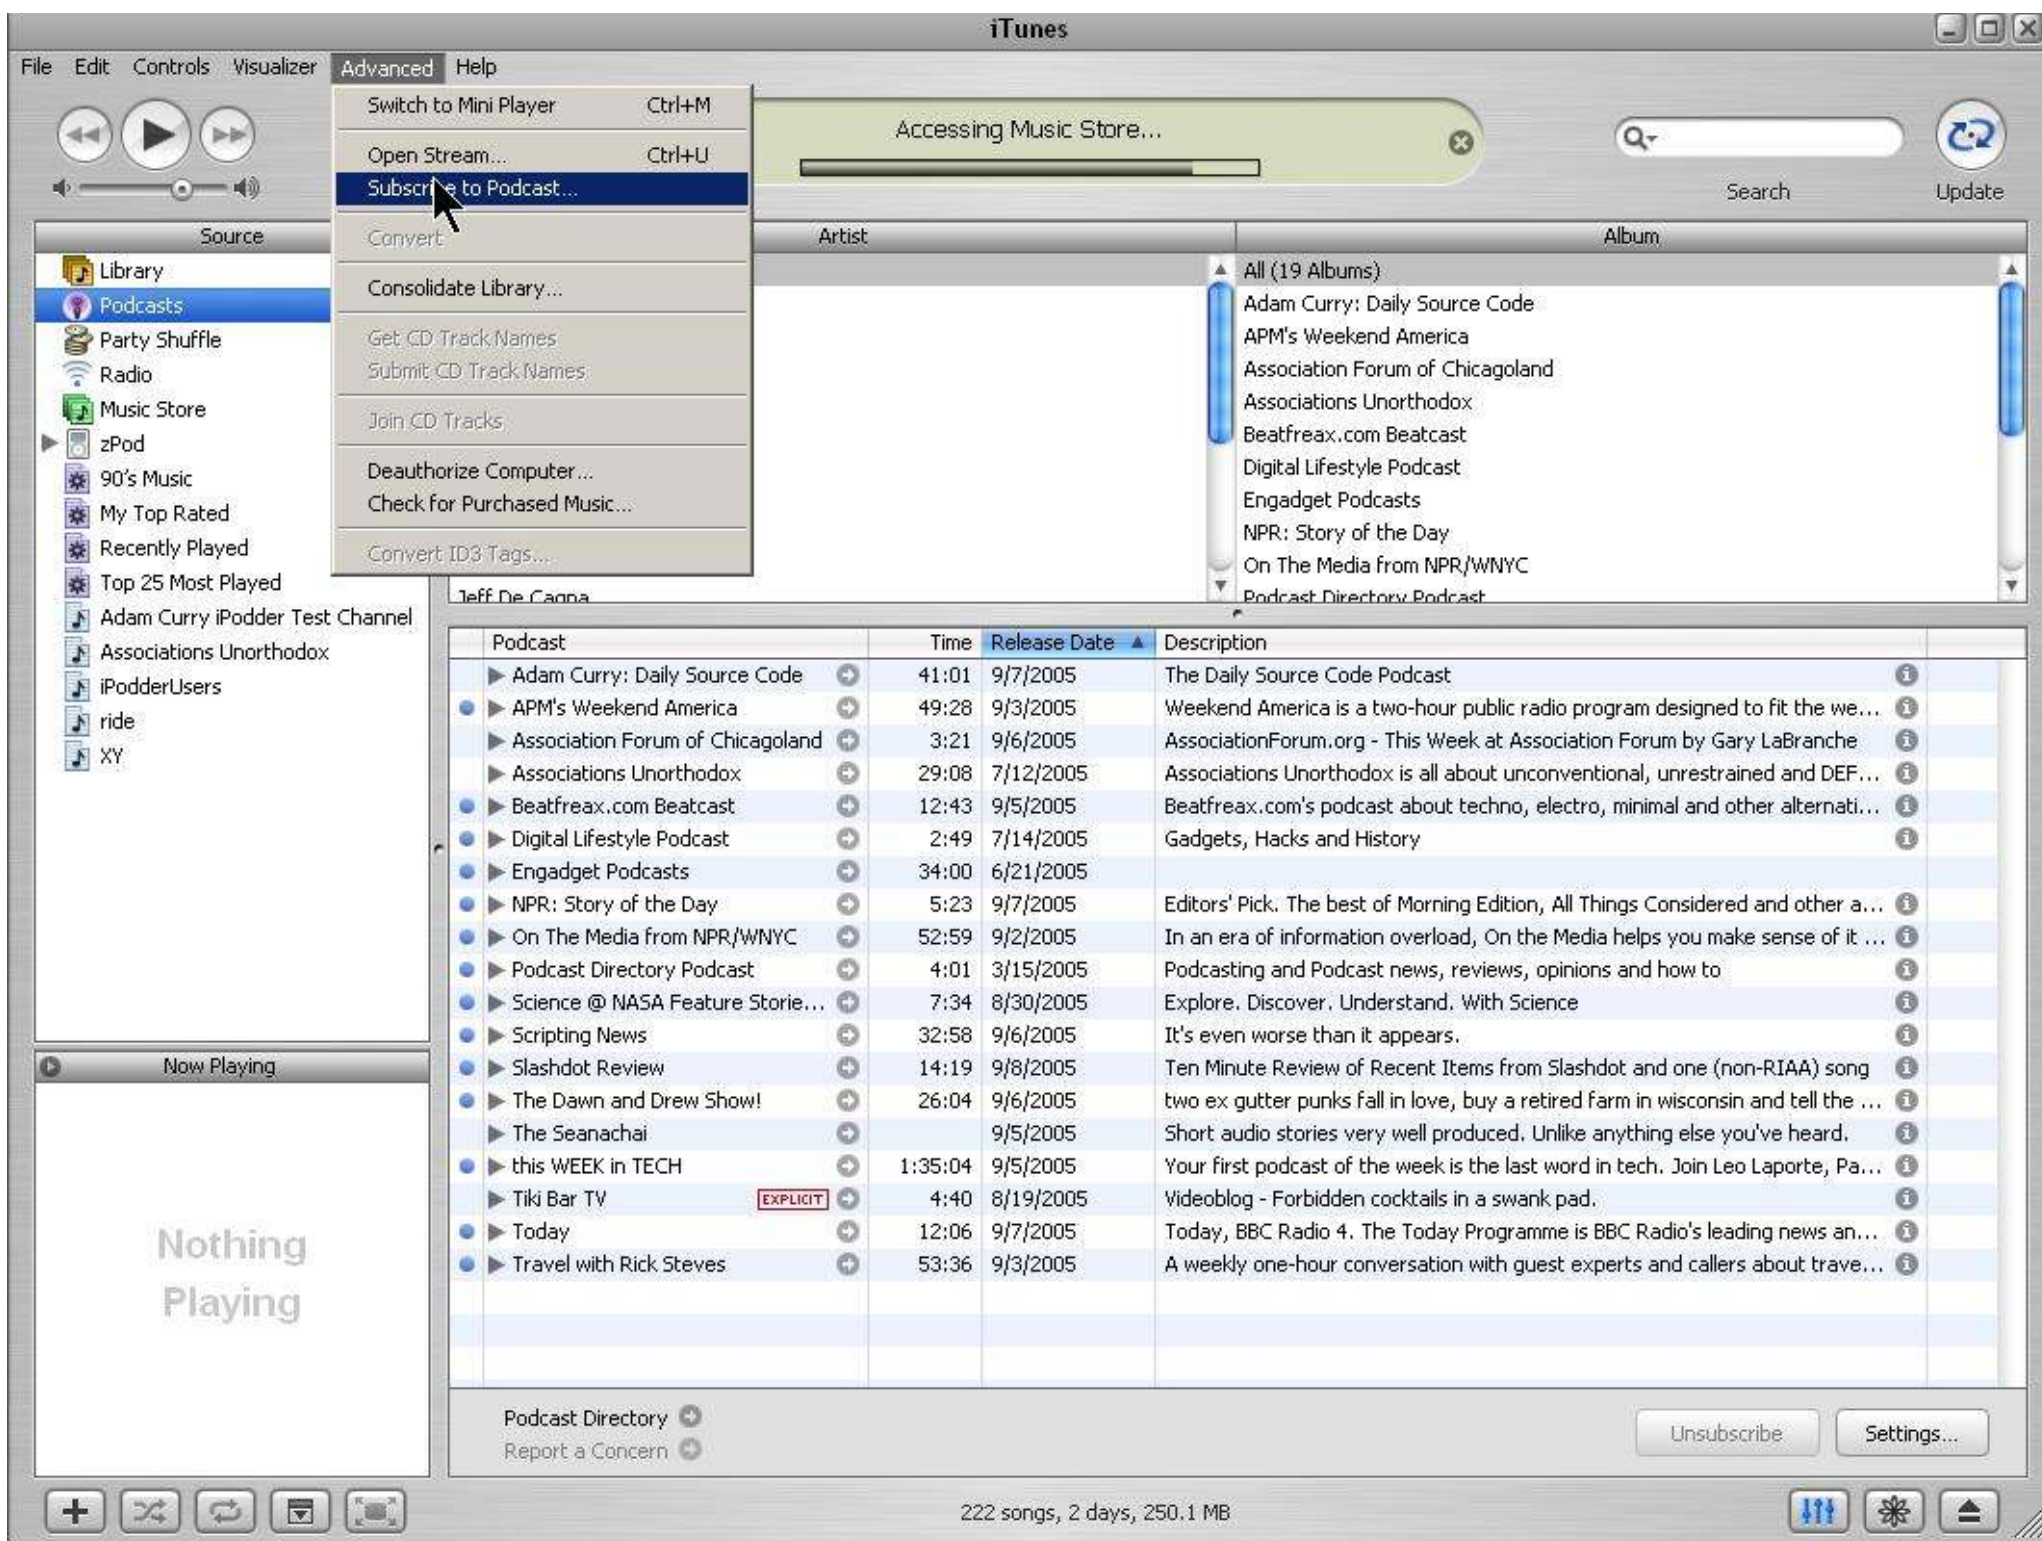 iTunes
File Edit Controls Visualizer Advanced Help
Switch to Mini Player Ctrl+M
Open Stream... Ctrl+U
Subscribe to Podcast...
Convert
Consolidate Library...
Get CD Track Names
Submit CD Track Names
Join CD Tracks
Deauthorize Computer...
Check for Purchased Music...
Convert ID3 Tags...
Accessing Music Store...
Search
Update
Source
Library
Podcasts
Party Shuffle
Radio
Music Store
zPod
90's Music
My Top Rated
Recently Played
Top 25 Most Played
Adam Curry iPodder Test Channel
Associations Unorthodox
iPodderUsers
ride
XY
Artist
Jeff De Cagna
Album
All (19 Albums)
Adam Curry: Daily Source Code
APM's Weekend America
Association Forum of Chicagoland
Associations Unorthodox
Beatfreax.com Beatcast
Digital Lifestyle Podcast
Engadget Podcasts
NPR: Story of the Day
On The Media from NPR/WNYC
Podcast Directory Podcast
Podcast Time Release Date Description
Adam Curry: Daily Source Code 41:01 9/7/2005 The Daily Source Code Podcast
APM's Weekend America 49:28 9/3/2005 Weekend America is a two-hour public radio program designed to fit the we...
Association Forum of Chicagoland 3:21 9/6/2005 AssociationForum.org - This Week at Association Forum by Gary LaBranche
Associations Unorthodox 29:08 7/12/2005 Associations Unorthodox is all about unconventional, unrestrained and DEF...
Beatfreax.com Beatcast 12:43 9/5/2005 Beatfreax.com's podcast about techno, electro, minimal and other alternati...
Digital Lifestyle Podcast 2:49 7/14/2005 Gadgets, Hacks and History
Engadget Podcasts 34:00 6/21/2005
NPR: Story of the Day 5:23 9/7/2005 Editors' Pick. The best of Morning Edition, All Things Considered and other a...
On The Media from NPR/WNYC 52:59 9/2/2005 In an era of information overload, On the Media helps you make sense of it ...
Podcast Directory Podcast 4:01 3/15/2005 Podcasting and Podcast news, reviews, opinions and how to
Science @ NASA Feature Storie... 7:34 8/30/2005 Explore. Discover. Understand. With Science
Scripting News 32:58 9/6/2005 It's even worse than it appears.
Slashdot Review 14:19 9/8/2005 Ten Minute Review of Recent Items from Slashdot and one (non-RIAA) song
The Dawn and Drew Show! 26:04 9/6/2005 two ex gutter punks fall in love, buy a retired farm in wisconsin and tell the ...
The Seanachai 9/5/2005 Short audio stories very well produced. Unlike anything else you've heard.
this WEEK in TECH 1:35:04 9/5/2005 Your first podcast of the week is the last word in tech. Join Leo Laporte, Pa...
Tiki Bar TV EXPLICIT 4:40 8/19/2005 Videoblog - Forbidden cocktails in a swank pad.
Today 12:06 9/7/2005 Today, BBC Radio 4. The Today Programme is BBC Radio's leading news an...
Travel with Rick Steves 53:36 9/3/2005 A weekly one-hour conversation with guest experts and callers about trave...
Now Playing
Nothing
Playing
Podcast Directory
Report a Concern
Unsubscribe
Settings...
222 songs, 2 days, 250.1 MB